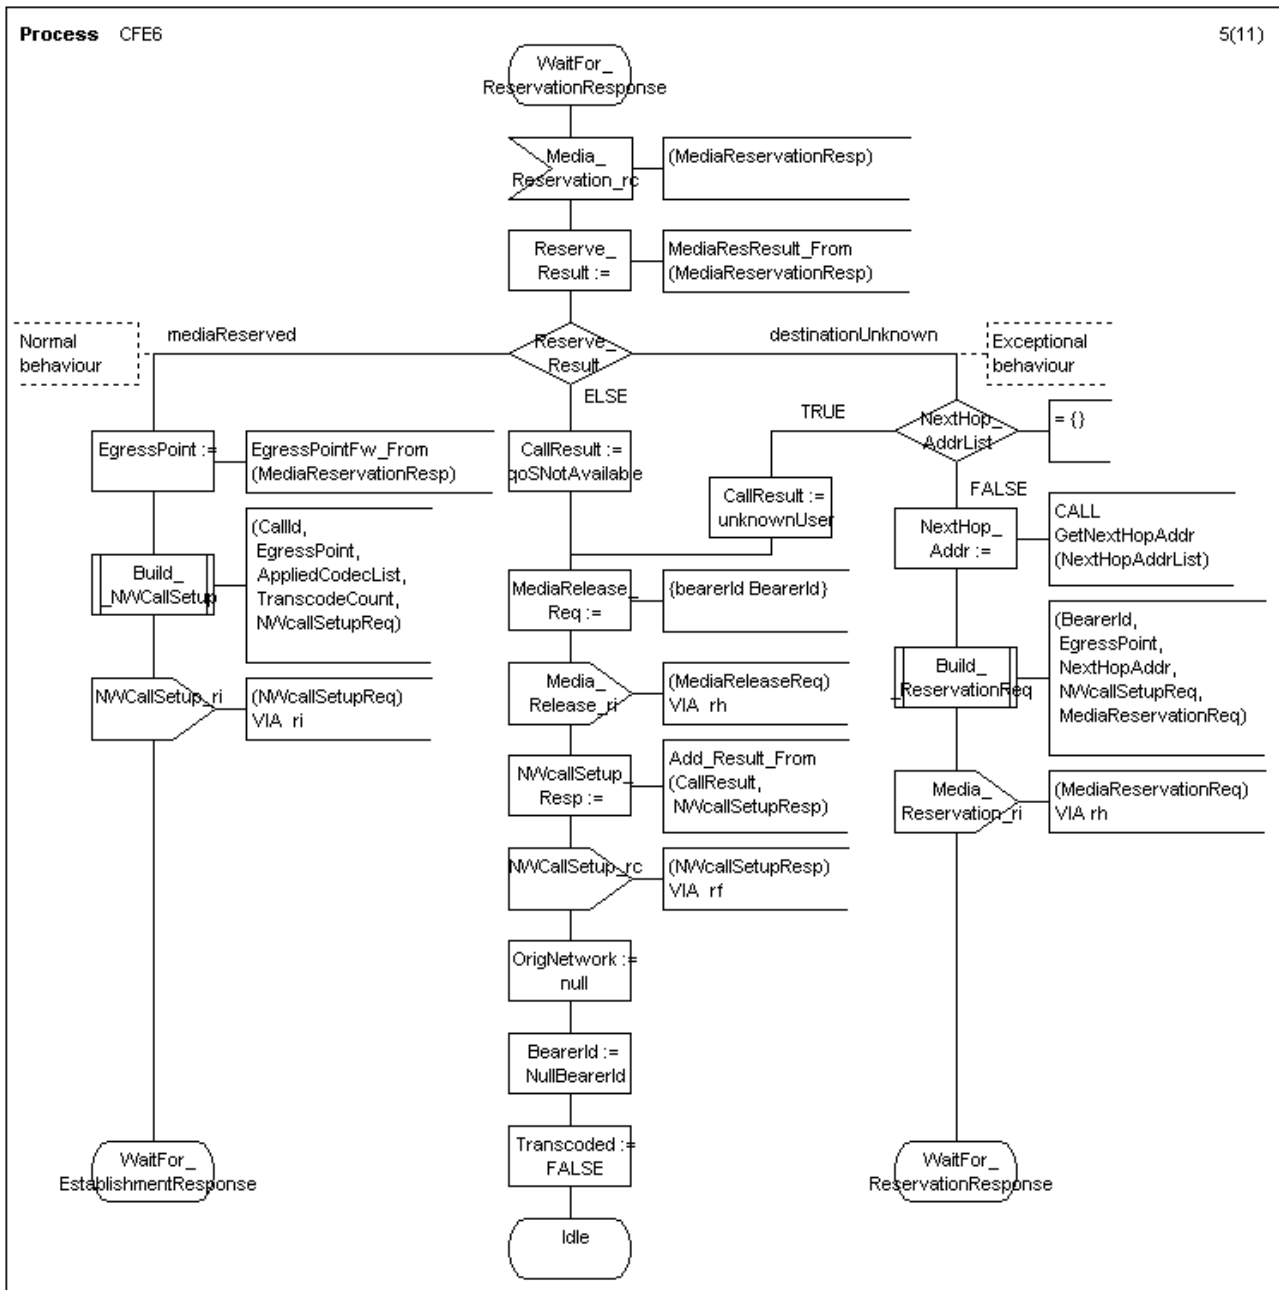 Process CFE6
5(11)
WaitFor_
ReservationResponse
Media_
Reservation_rc
(MediaReservationResp)
Reserve_
Result :=
MediaResResult_From
(MediaReservationResp)
Normal
behaviour
mediaReserved
Reserve_
Result
destinationUnknown
Exceptional
behaviour
ELSE
TRUE
NextHop_
AddrList
= {}
FALSE
EgressPoint :=
EgressPointFw_From
(MediaReservationResp)
CallResult :=
qoSNotAvailable
CallResult :=
unknownUser
NextHop_
Addr :=
CALL
GetNextHopAddr
(NextHopAddrList)
Build_
_NWCallSetup
(CallId,
EgressPoint,
AppliedCodecList,
TranscodeCount,
NWcallSetupReq)
MediaRelease_
Req :=
{bearerId BearerId}
Build_
_ReservationReq
(BearerId,
EgressPoint,
NextHopAddr,
NWcallSetupReq,
MediaReservationReq)
NWCallSetup_ri
(NWcallSetupReq)
VIA ri
Media_
Release_ri
(MediaReleaseReq)
VIA rh
NWcallSetup_
Resp :=
Add_Result_From
(CallResult,
NWcallSetupResp)
Media_
Reservation_ri
(MediaReservationReq)
VIA rh
NWCallSetup_rc
(NWcallSetupResp)
VIA rf
OrigNetwork :=
null
BearerId :=
NullBearerId
Transcoded :=
FALSE
WaitFor_
EstablishmentResponse
WaitFor_
ReservationResponse
Idle